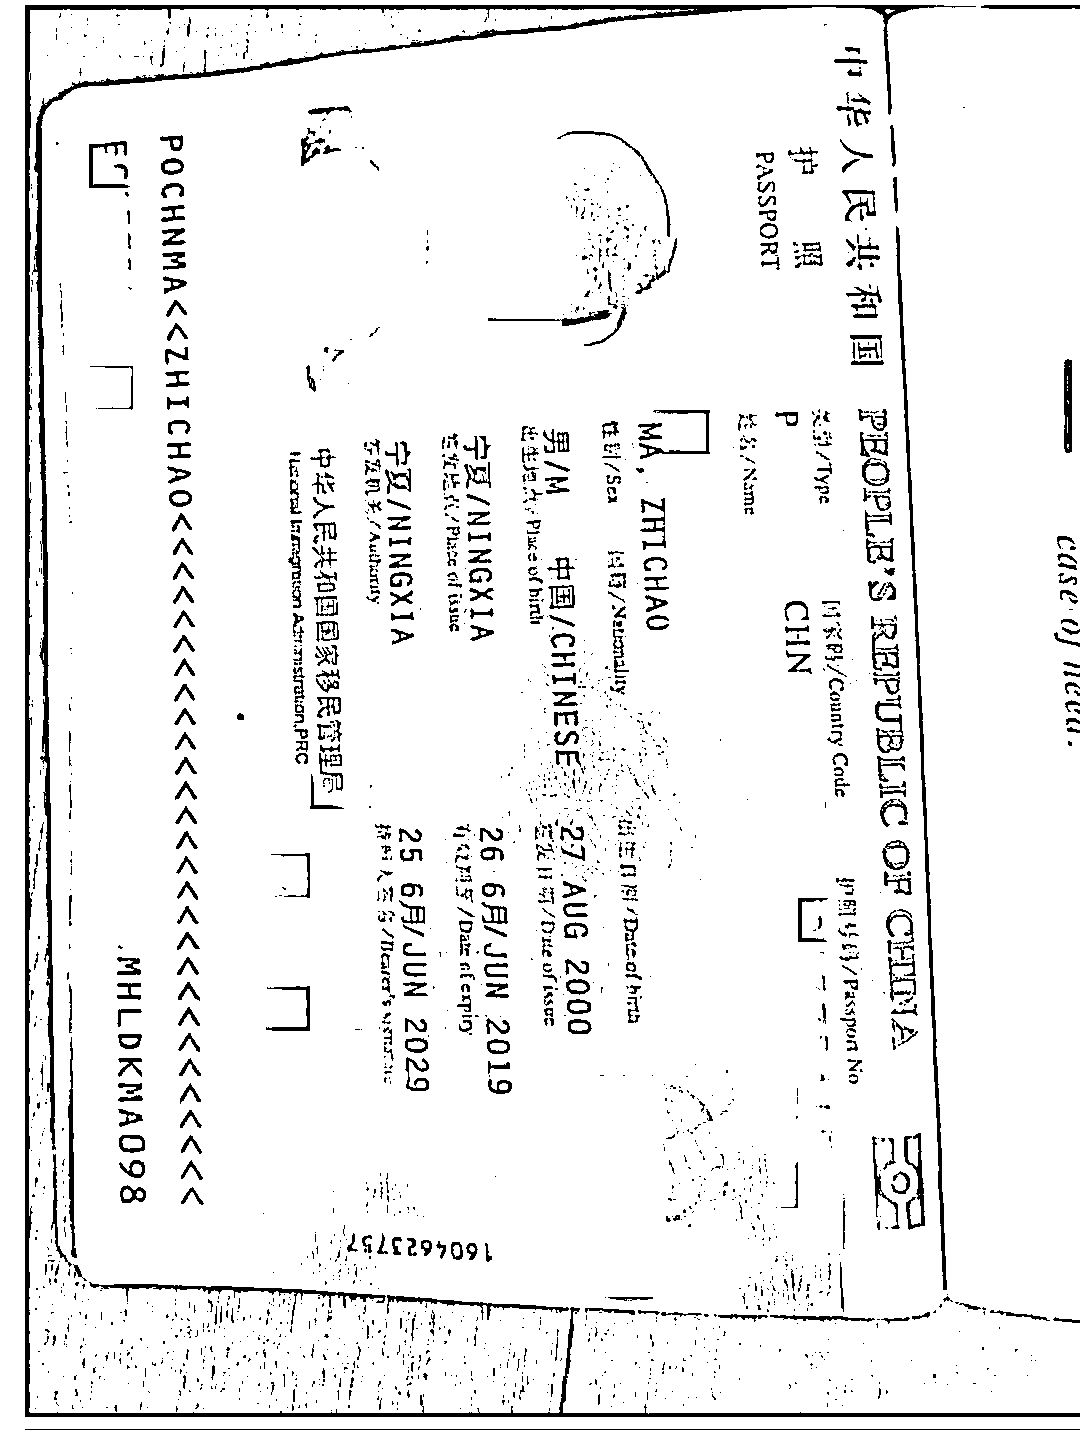 中华人民共和国 PEOPLE'S REPUBLIC OF CHINA
护 照
PASSPORT
类型/Type 国家码/Country Code 护照号码/Passport No
P CHN
姓名/Name
MA, ZHICHAO
性别/Sex 国籍/Nationality 出生日期/Date of birth
男/M 中国/CHINESE 27 AUG 2000
出生地点/Place of birth 签发日期/Date of issue
宁夏/NINGXIA 26 6月/JUN 2019
签发地点/Place of issue 有效期至/Date of expiry
宁夏/NINGXIA 25 6月/JUN 2029
签发机关/Authority 持照人签名/Bearer's signature
中华人民共和国国家移民管理局
National Immigration Administration,PRC
POCHNMA<<ZHICHAO<<<<<<<<<<<<<<<<<<<<<<<<<<<<
MHLDKMA098
1604623757
case of need.